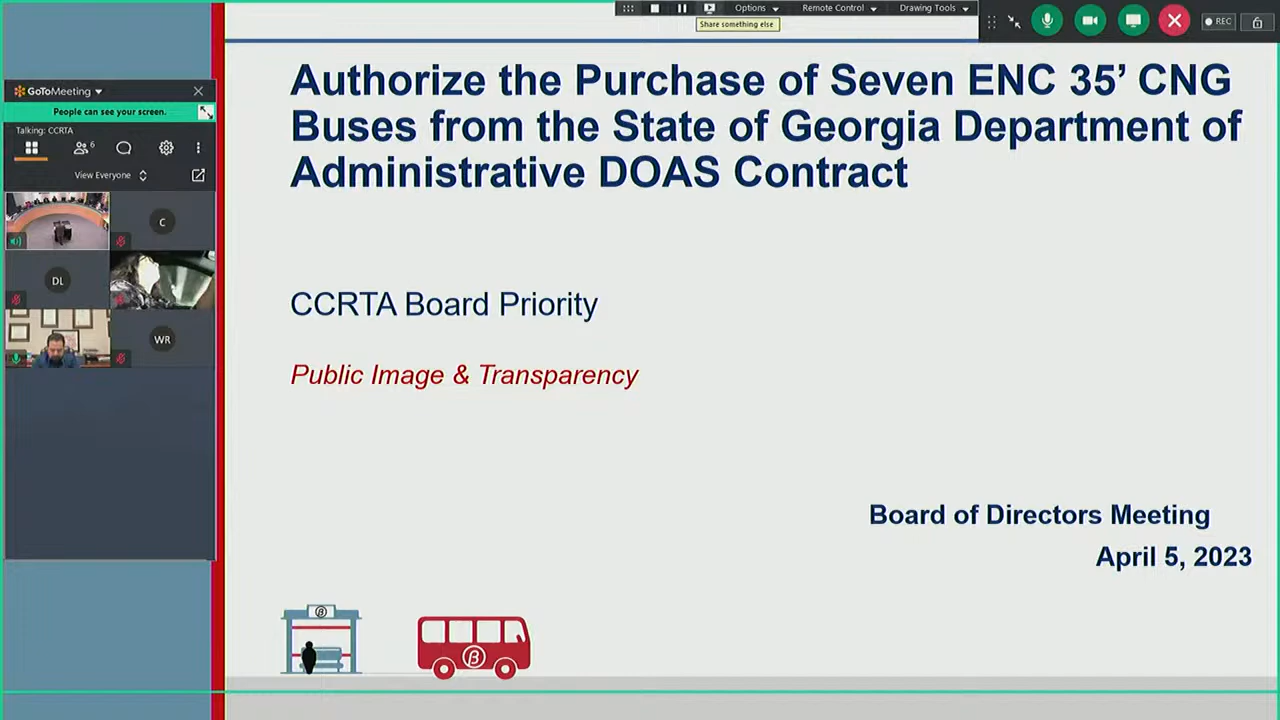 Options
Remote Control
Drawing Tools
Share something else
REC
GoToMeeting
People can see your screen.
Talking: CCRTA
6
View Everyone
C
DL
WR
Authorize the Purchase of Seven ENC 35’ CNG
Buses from the State of Georgia Department of
Administrative DOAS Contract
CCRTA Board Priority
Public Image & Transparency
Board of Directors Meeting
April 5, 2023